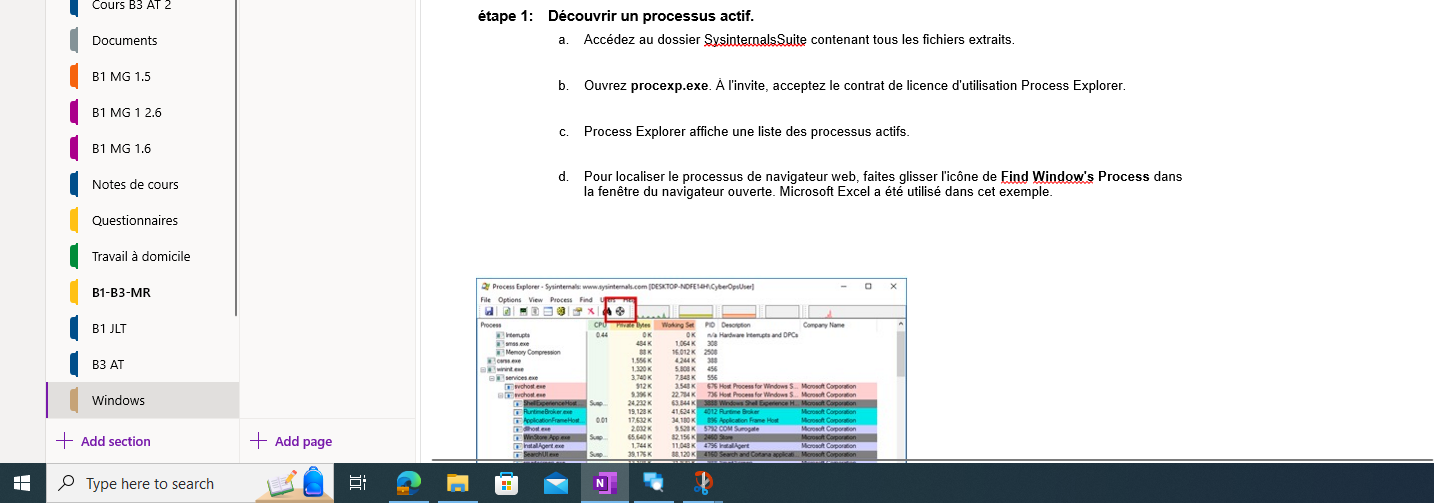 Cours B3 AT 2
Documents
B1 MG 1.5
B1 MG 1 2.6
B1 MG 1.6
Notes de cours
Questionnaires
Travail à domicile
B1-B3-MR
B1 JLT
B3 AT
Windows
Add section
Add page
étape 1: Découvrir un processus actif.
a. Accédez au dossier SysinternalsSuite contenant tous les fichiers extraits.
b. Ouvrez procexp.exe. À l'invite, acceptez le contrat de licence d'utilisation Process Explorer.
c. Process Explorer affiche une liste des processus actifs.
d. Pour localiser le processus de navigateur web, faites glisser l'icône de Find Window's Process dans
la fenêtre du navigateur ouverte. Microsoft Excel a été utilisé dans cet exemple.
Process Explorer - Sysinternals: www.sysinternals.com [DESKTOP-NDFE14H\CyberOpsUser]
File Options View Process Find Users Help
Process CPU Private Bytes Working Set PID Description Company Name
Interrupts 0.44 0 K 0 K n/a Hardware Interrupts and DPCs
smss.exe 484 K 1,064 K 308
Memory Compression 88 K 16,012 K 2508
csrss.exe 1,556 K 4,244 K 388
wininit.exe 1,320 K 5,808 K 456
services.exe 3,740 K 7,848 K 556
svchost.exe 912 K 3,548 K 676 Host Process for Windows S... Microsoft Corporation
svchost.exe 9,396 K 22,784 K 736 Host Process for Windows S... Microsoft Corporation
ShellExperienceHost... Susp... 24,232 K 63,844 K 3888 Windows Shell Experience H... Microsoft Corporation
RuntimeBroker.exe 19,128 K 41,624 K 4012 Runtime Broker Microsoft Corporation
ApplicationFrameHost... 0.01 17,632 K 34,180 K 896 Application Frame Host Microsoft Corporation
dllhost.exe 2,032 K 9,528 K 5792 COM Surrogate Microsoft Corporation
WinStore.App.exe Susp... 65,640 K 82,156 K 2460 Store Microsoft Corporation
InstallAgent.exe 1,744 K 11,048 K 4796 InstallAgent Microsoft Corporation
SearchUI.exe Susp... 39,176 K 88,120 K 4160 Search and Cortana applicati... Microsoft Corporation
Type here to search